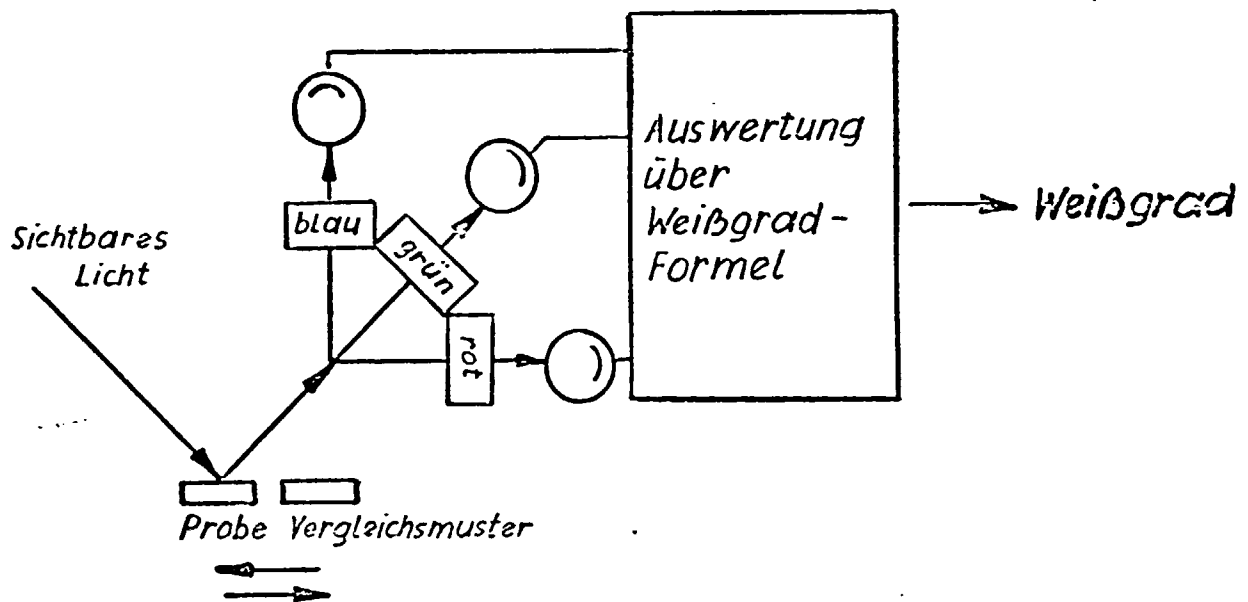 Sichtbares
Licht
blau
grün
rot
Auswertung
über
Weißgrad-
Formel
Weißgrad
Probe Vergleichsmuster